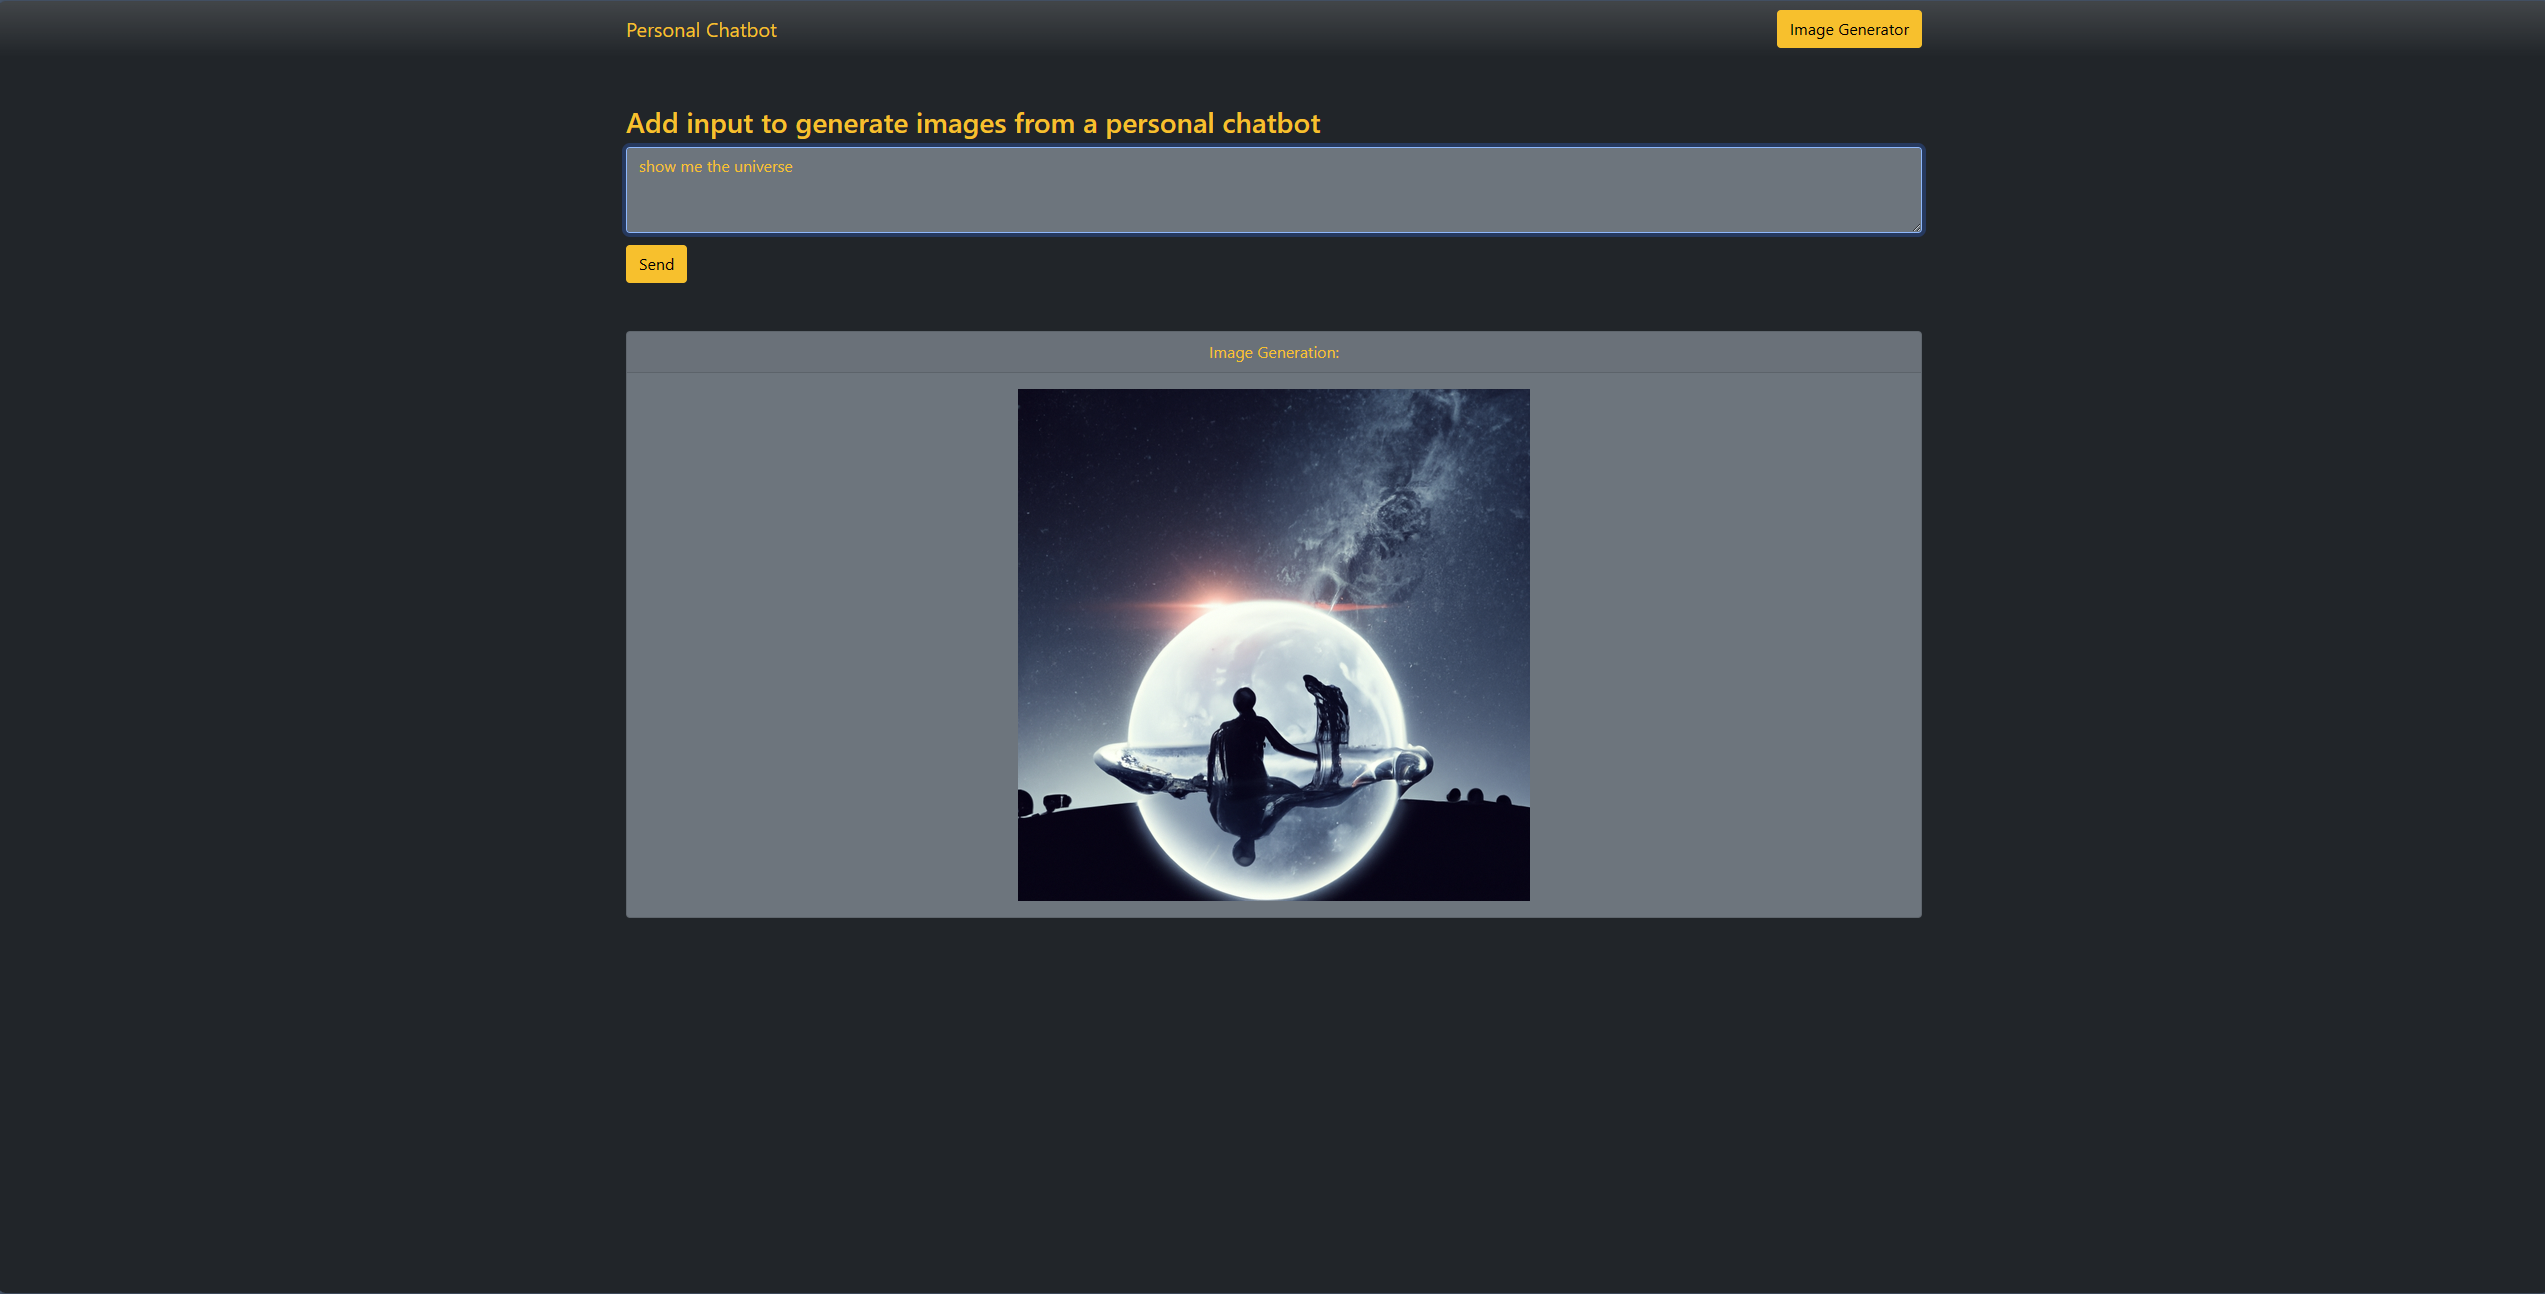 Personal Chatbot
Image Generator
Add input to generate images from a personal chatbot
show me the universe
Send
Image Generation: